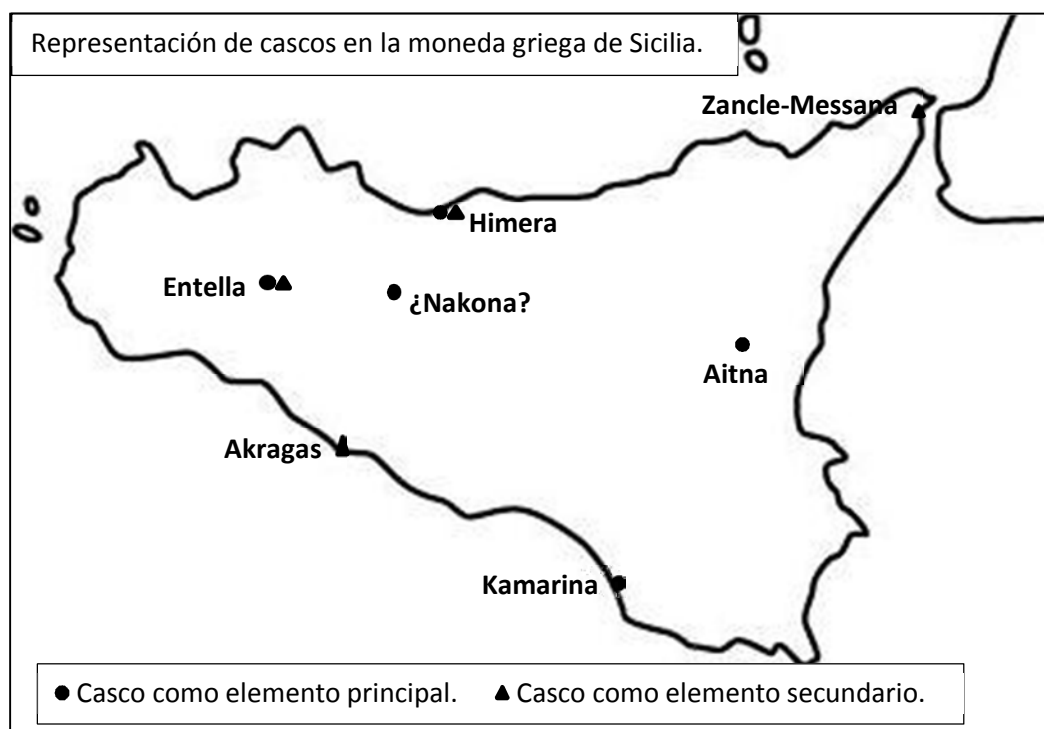 Representación de cascos en la moneda griega de Sicilia.
Zancle-Messana
Himera
Entella
¿Nakona?
Aitna
Akragas
Kamarina
Casco como elemento principal. Casco como elemento secundario.